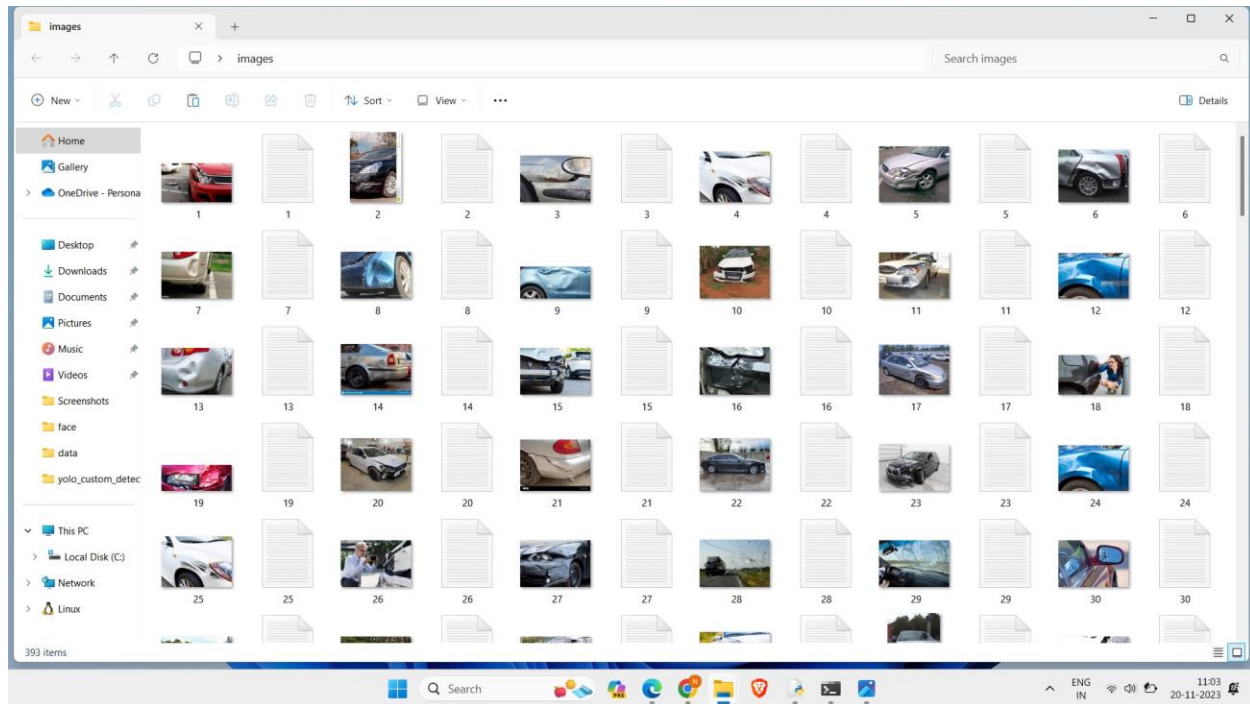 images
images
Search images
New
Sort
View
Details
Home
Gallery
OneDrive - Persona
Desktop
Downloads
Documents
Pictures
Music
Videos
Screenshots
face
data
yolo_custom_detec
This PC
Local Disk (C:)
Network
Linux
1 1 2 2 3 3 4 4 5 5 6 6
7 7 8 8 9 9 10 10 11 11 12 12
13 13 14 14 15 15 16 16 17 17 18 18
19 19 20 20 21 21 22 22 23 23 24 24
25 25 26 26 27 27 28 28 29 29 30 30
393 items
Search
PRE
ENG
IN
11:03
20-11-2023